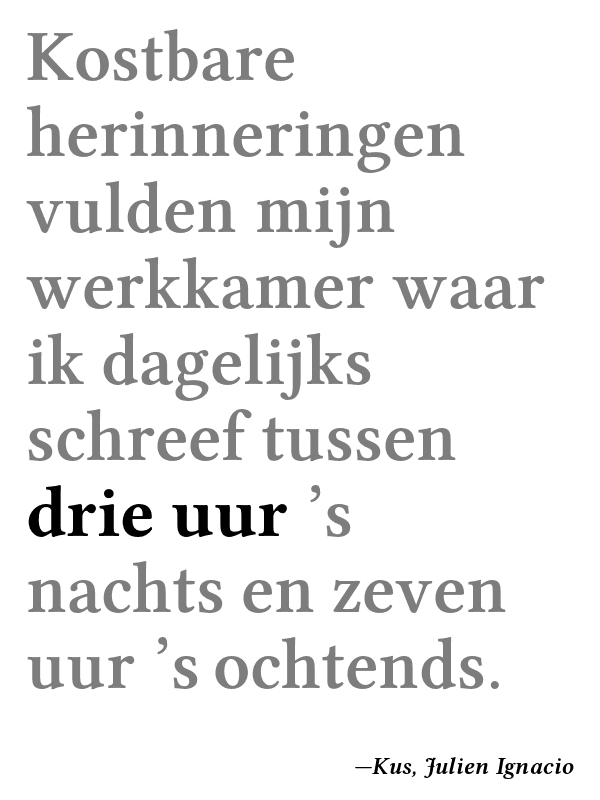 Kostbare
herinneringen
vulden mijn
werkkamer waar
ik dagelijks
schreef tussen
drie uur ’s
nachts en zeven
uur ’s ochtends.
—Kus, Julien Ignacio